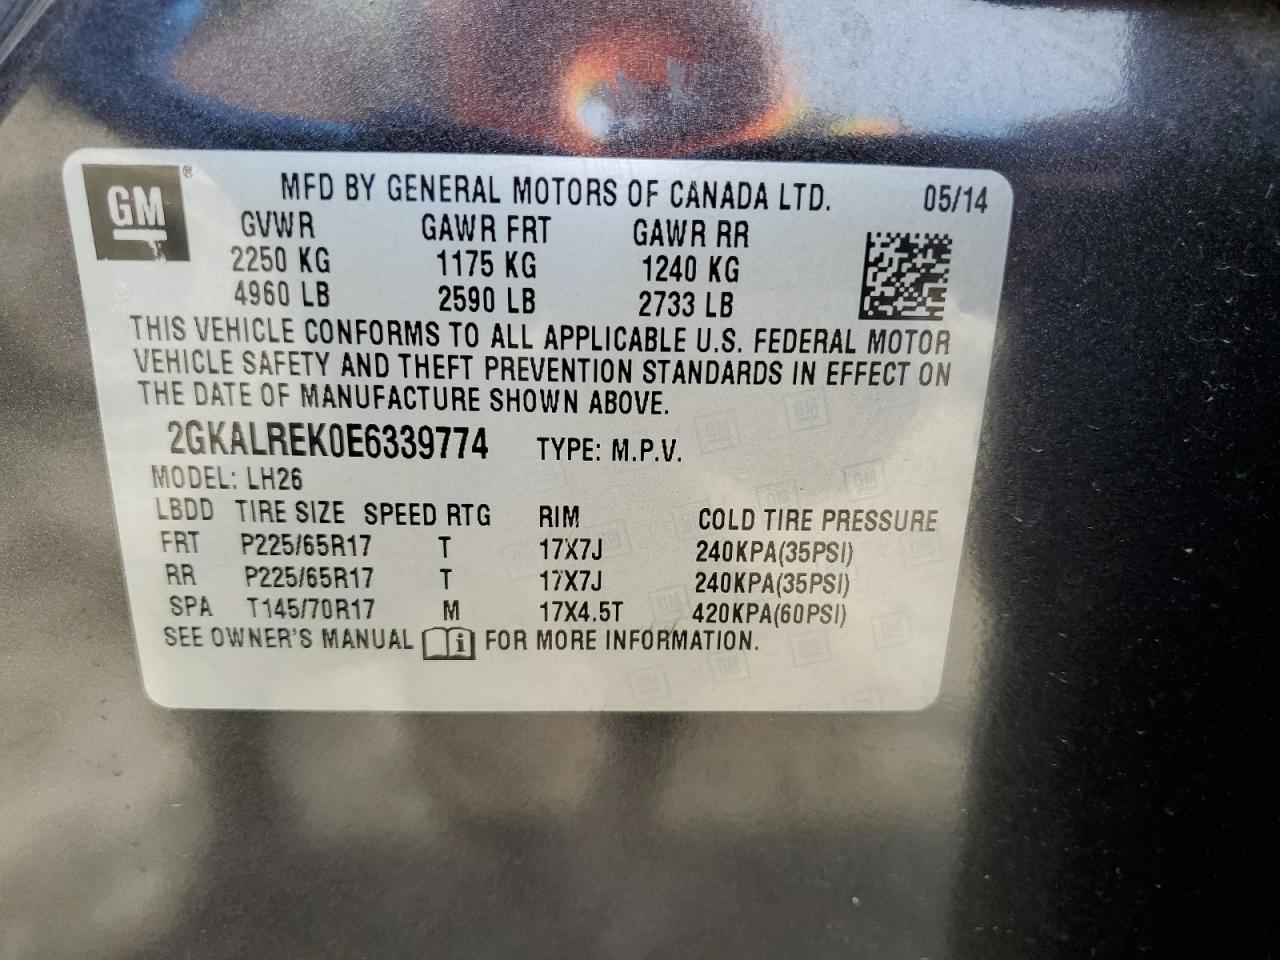 GM ® MFD BY GENERAL MOTORS OF CANADA LTD. 05/14
GVWR GAWR FRT GAWR RR
2250 KG 1175 KG 1240 KG
4960 LB 2590 LB 2733 LB
THIS VEHICLE CONFORMS TO ALL APPLICABLE U.S. FEDERAL MOTOR
VEHICLE SAFETY AND THEFT PREVENTION STANDARDS IN EFFECT ON
THE DATE OF MANUFACTURE SHOWN ABOVE.
2GKALREK0E6339774 TYPE: M.P.V.
MODEL: LH26
LBDD TIRE SIZE SPEED RTG RIM COLD TIRE PRESSURE
FRT P225/65R17 T 17X7J 240KPA(35PSI)
RR P225/65R17 T 17X7J 240KPA(35PSI)
SPA T145/70R17 M 17X4.5T 420KPA(60PSI)
SEE OWNER'S MANUAL i FOR MORE INFORMATION.